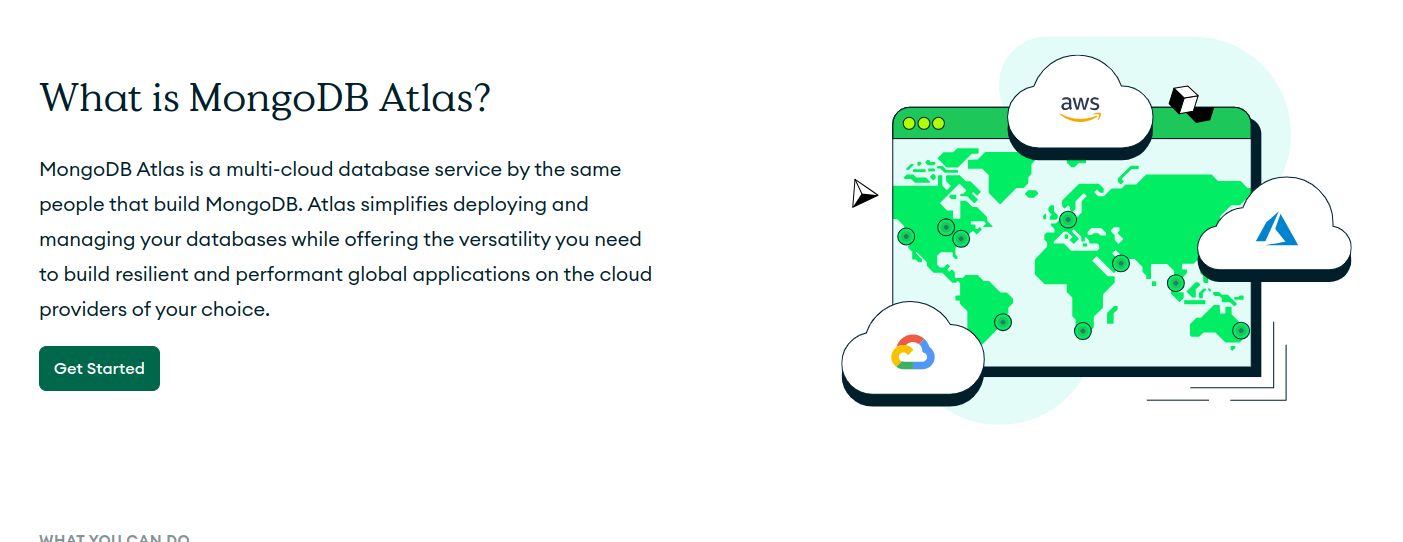 What is MongoDB Atlas?
MongoDB Atlas is a multi-cloud database service by the same
people that build MongoDB. Atlas simplifies deploying and
managing your databases while offering the versatility you need
to build resilient and performant global applications on the cloud
providers of your choice.
Get Started
aws
WHAT YOU CAN DO